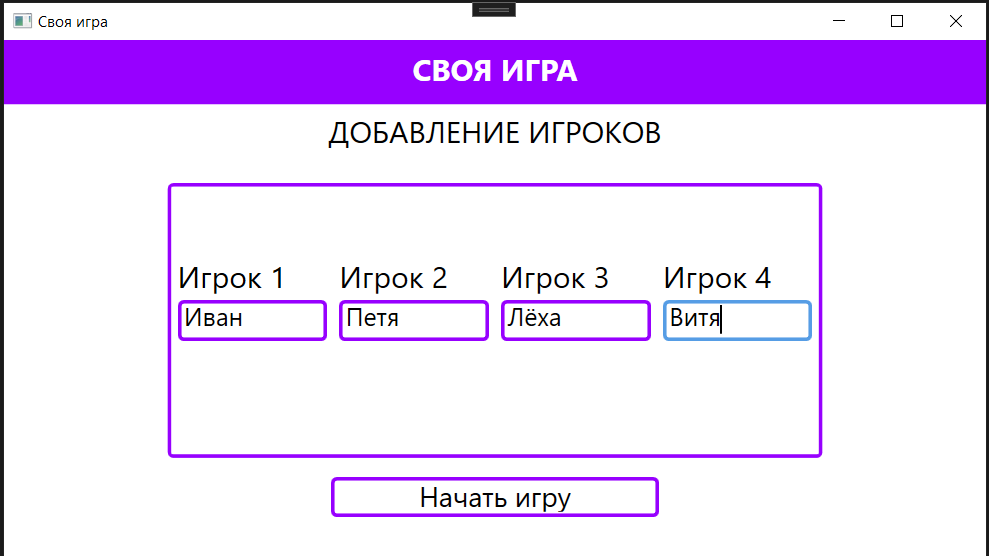 Своя игра
СВОЯ ИГРА
ДОБАВЛЕНИЕ ИГРОКОВ
Игрок 1 Игрок 2 Игрок 3 Игрок 4
Иван Петя Лёха Витя
Начать игру